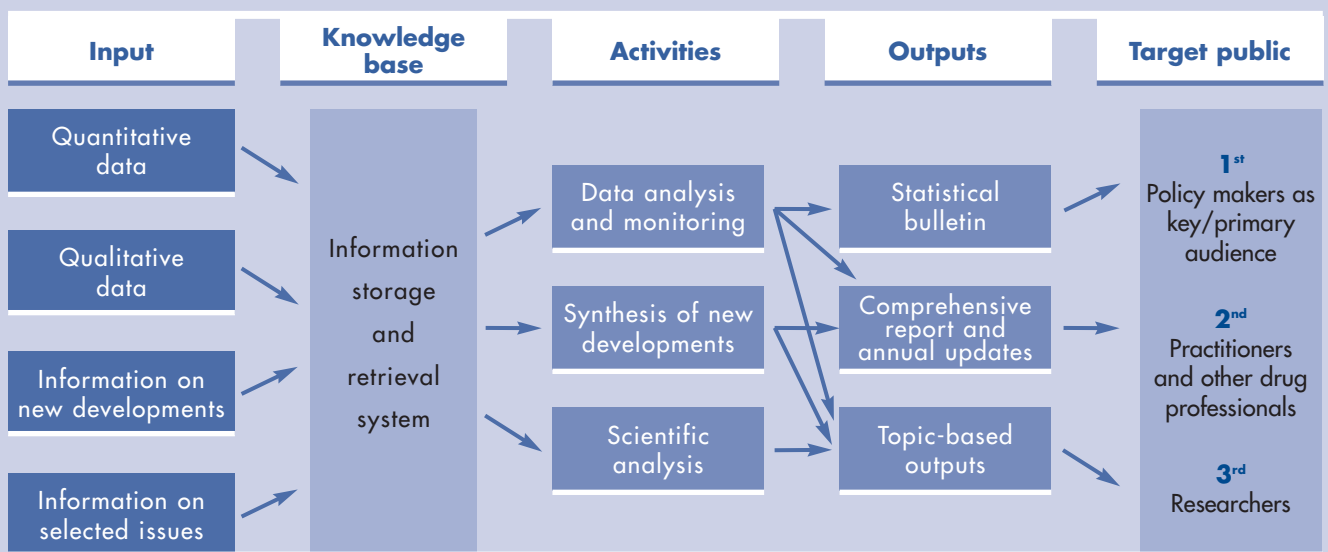 Input
Knowledge
base
Activities
Outputs
Target public
Quantitative
data
Qualitative
data
Information on
new developments
Information on
selected issues
Information
storage
and
retrieval
system
Data analysis
and monitoring
Synthesis of new
developments
Scientific
analysis
Statistical
bulletin
Comprehensive
report and
annual updates
Topic-based
outputs
1st
Policy makers as
key/primary
audience
2nd
Practitioners
and other drug
professionals
3rd
Researchers